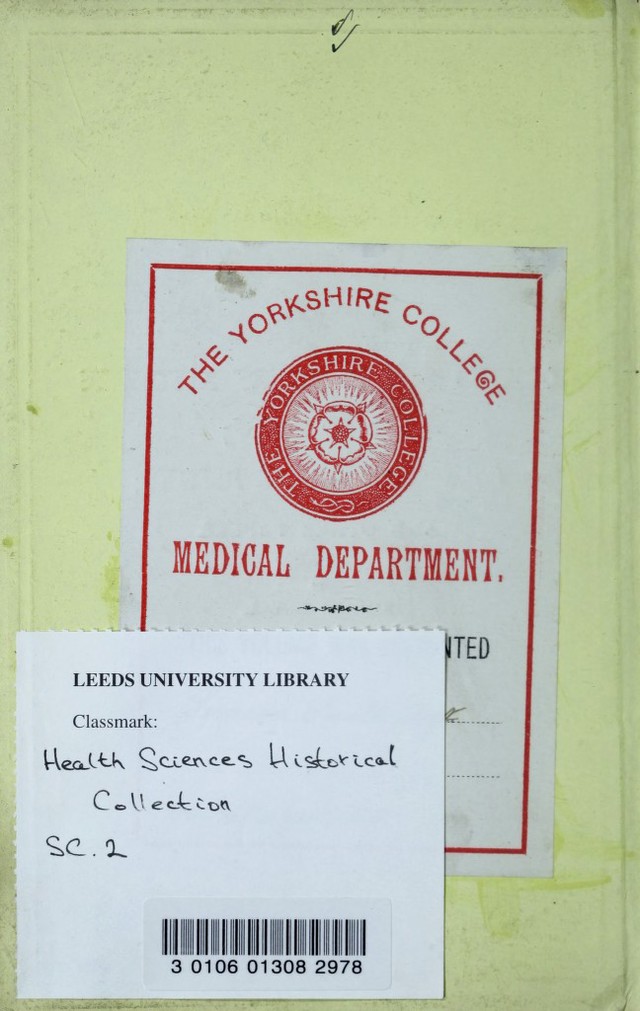 THE YORKSHIRE COLLEGE
THE YORKSHIRE COLLEGE
MEDICAL DEPARTMENT.
NTED
LEEDS UNIVERSITY LIBRARY
Classmark:
Health Sciences Historical
Collection
SC.2
3 0106 01308 2978